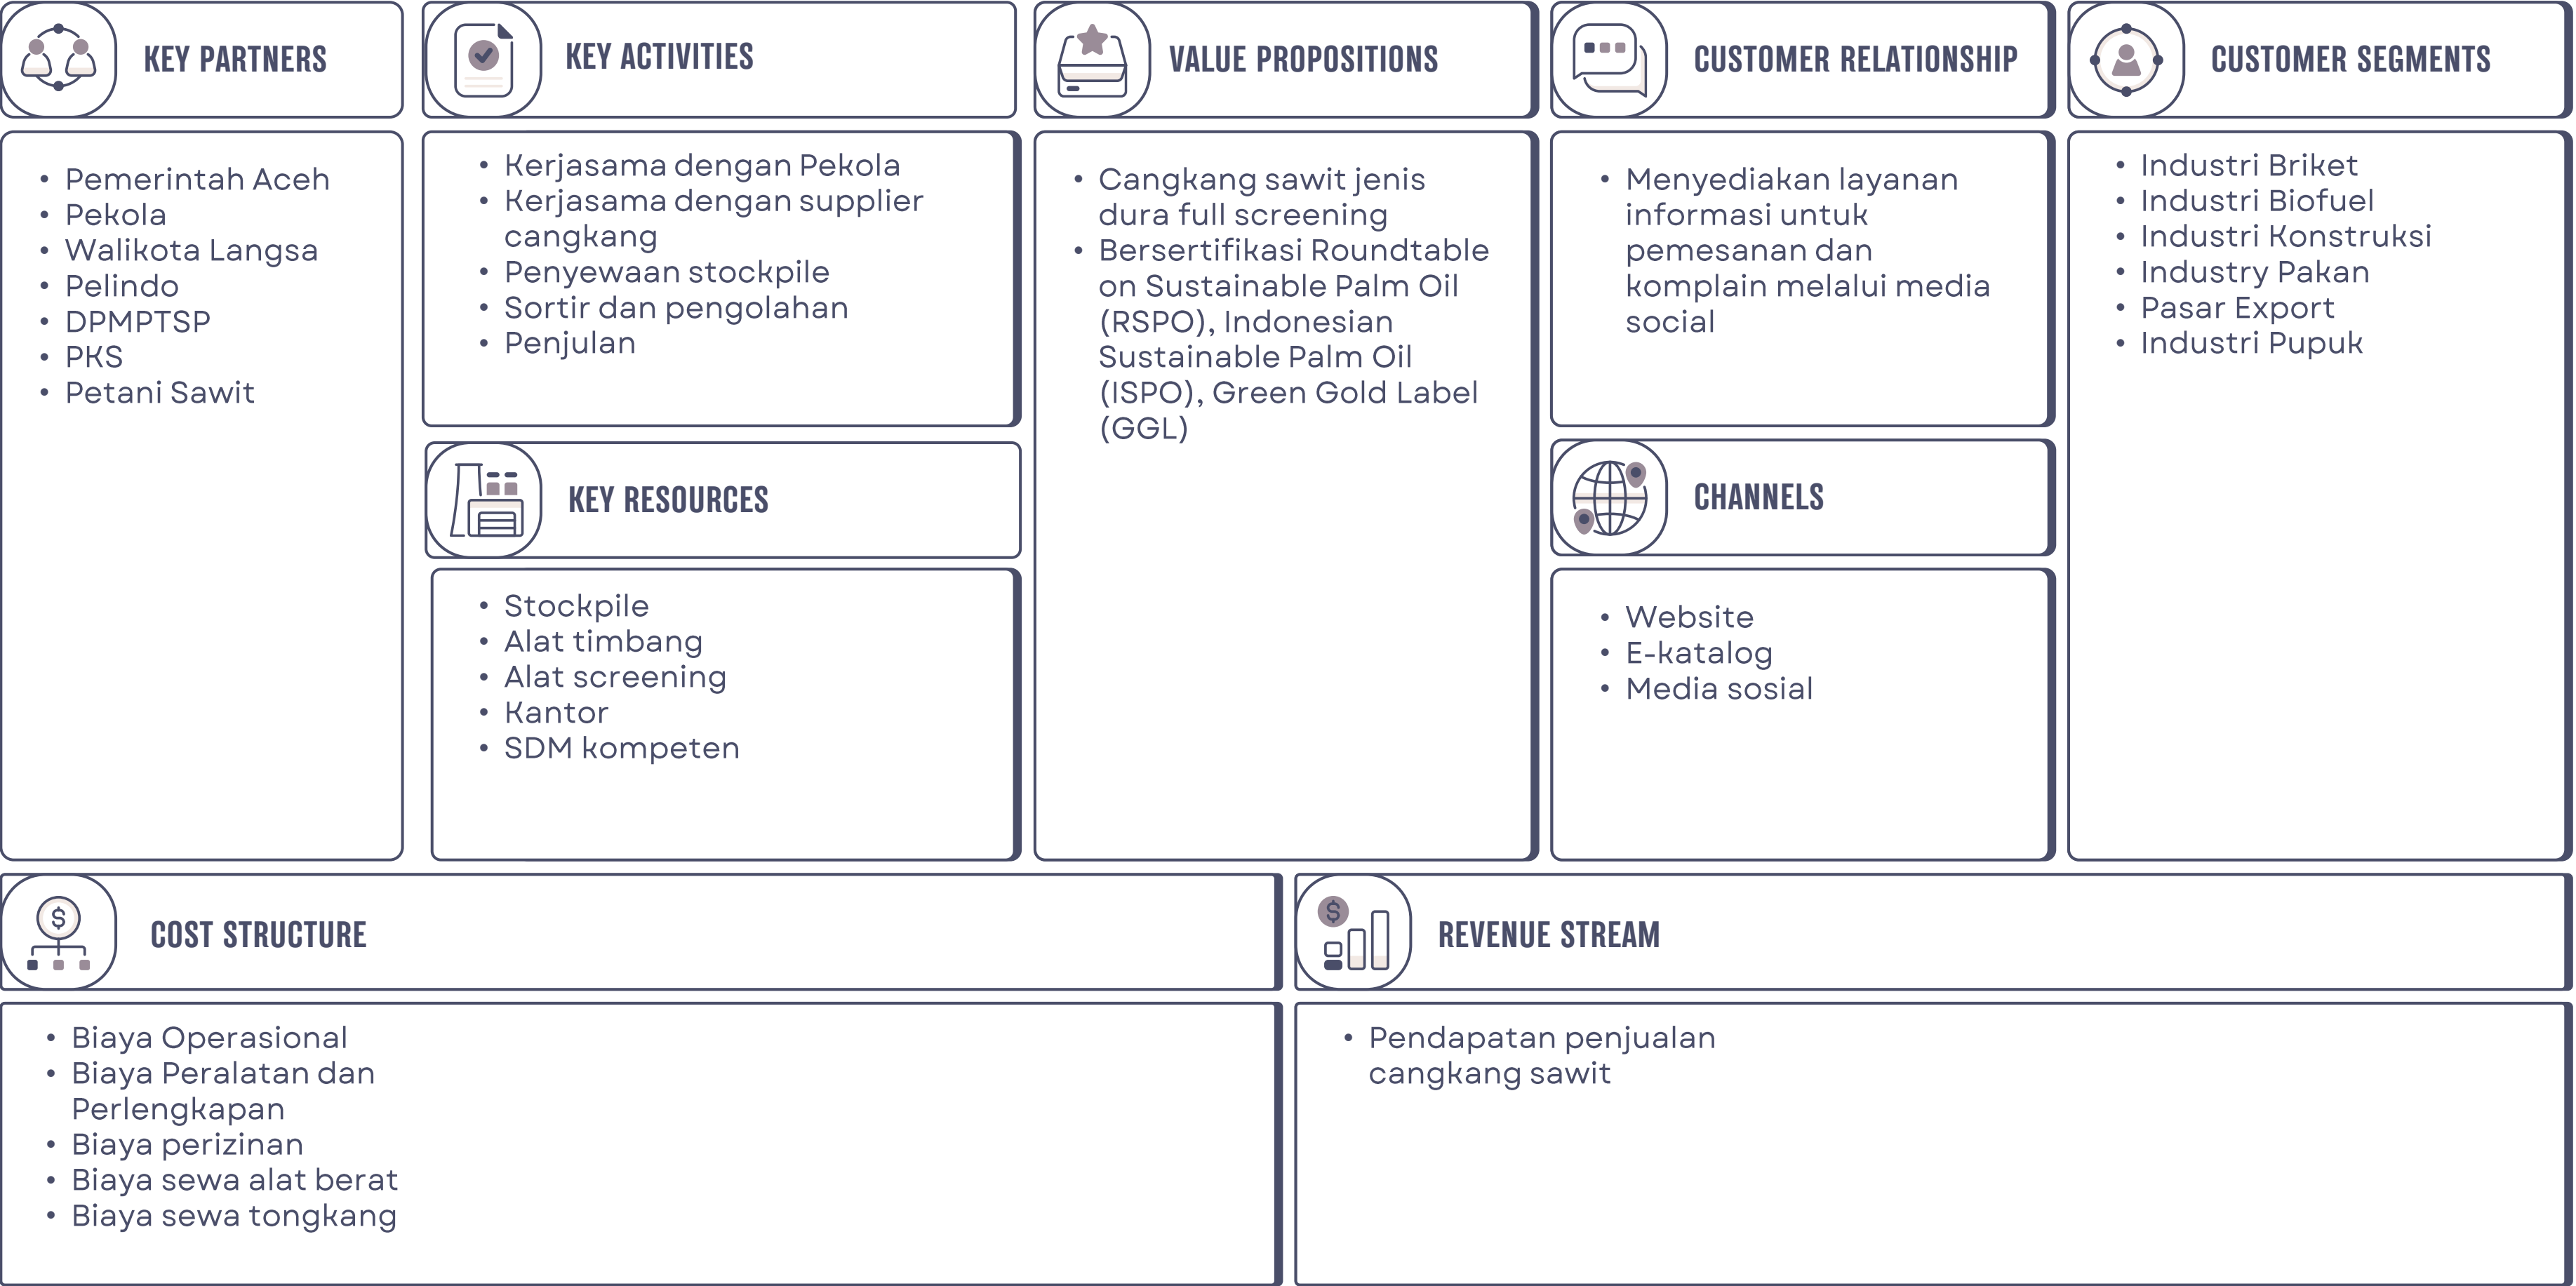 KEY PARTNERS
• Pemerintah Aceh
• Pekola
• Walikota Langsa
• Pelindo
• DPMPTSP
• PKS
• Petani Sawit
KEY ACTIVITIES
• Kerjasama dengan Pekola
• Kerjasama dengan supplier
cangkang
• Penyewaan stockpile
• Sortir dan pengolahan
• Penjulan
KEY RESOURCES
• Stockpile
• Alat timbang
• Alat screening
• Kantor
• SDM kompeten
VALUE PROPOSITIONS
• Cangkang sawit jenis
dura full screening
• Bersertifikasi Roundtable
on Sustainable Palm Oil
(RSPO), Indonesian
Sustainable Palm Oil
(ISPO), Green Gold Label
(GGL)
CUSTOMER RELATIONSHIP
• Menyediakan layanan
informasi untuk
pemesanan dan
komplain melalui media
social
CHANNELS
• Website
• E-katalog
• Media sosial
CUSTOMER SEGMENTS
• Industri Briket
• Industri Biofuel
• Industri Konstruksi
• Industry Pakan
• Pasar Export
• Industri Pupuk
$
COST STRUCTURE
• Biaya Operasional
• Biaya Peralatan dan
Perlengkapan
• Biaya perizinan
• Biaya sewa alat berat
• Biaya sewa tongkang
$
REVENUE STREAM
• Pendapatan penjualan
cangkang sawit